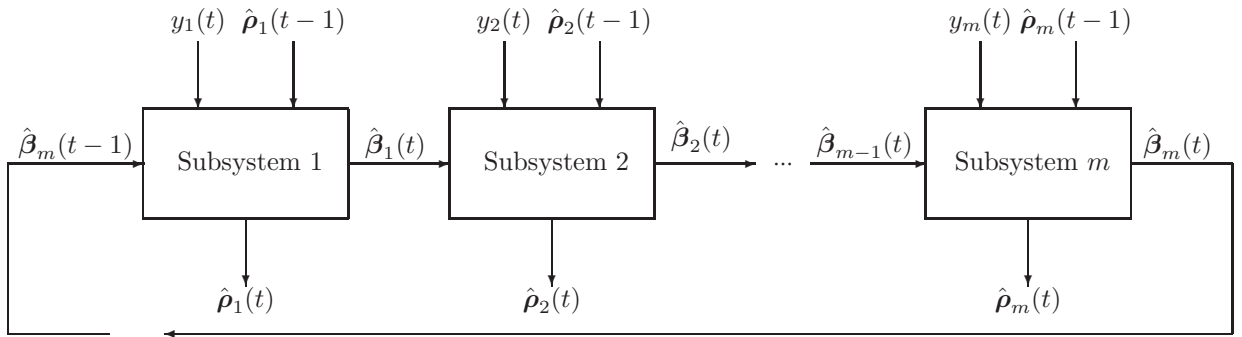 y₁(t) ρ̂₁(t−1) y₂(t) ρ̂₂(t−1) yₘ(t) ρ̂ₘ(t−1)
β̂ₘ(t−1) Subsystem 1 β̂₁(t) Subsystem 2 β̂₂(t) ... β̂ₘ₋₁(t) Subsystem m β̂ₘ(t)
ρ̂₁(t) ρ̂₂(t) ρ̂ₘ(t)